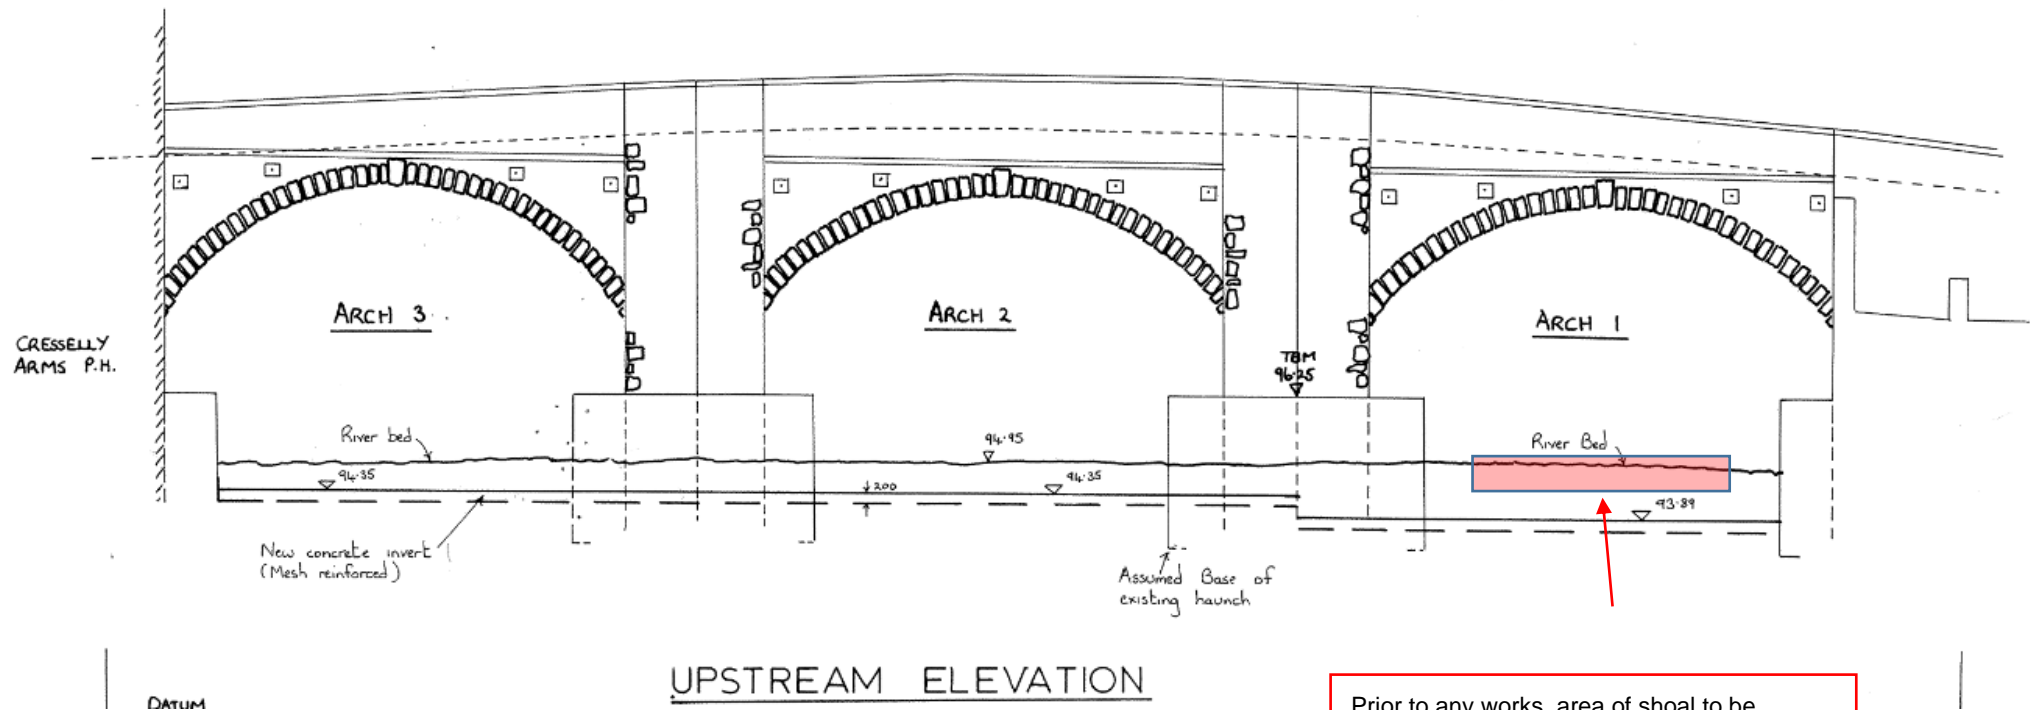 ARCH 3
ARCH 2
ARCH 1
CRESSELLY
ARMS P.H.
TBM
96.25
River bed
94.95
River Bed
94.35
200
94.35
93.89
New concrete invert
(Mesh reinforced)
Assumed Base of
existing haunch
UPSTREAM ELEVATION
DATUM
Prior to any works, area of shoal to be